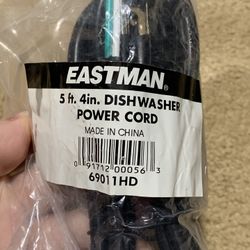 EASTMAN®
5 ft. 4in. DISHWASHER
POWER CORD
MADE IN CHINA
0 91712 00056 3
69011HD